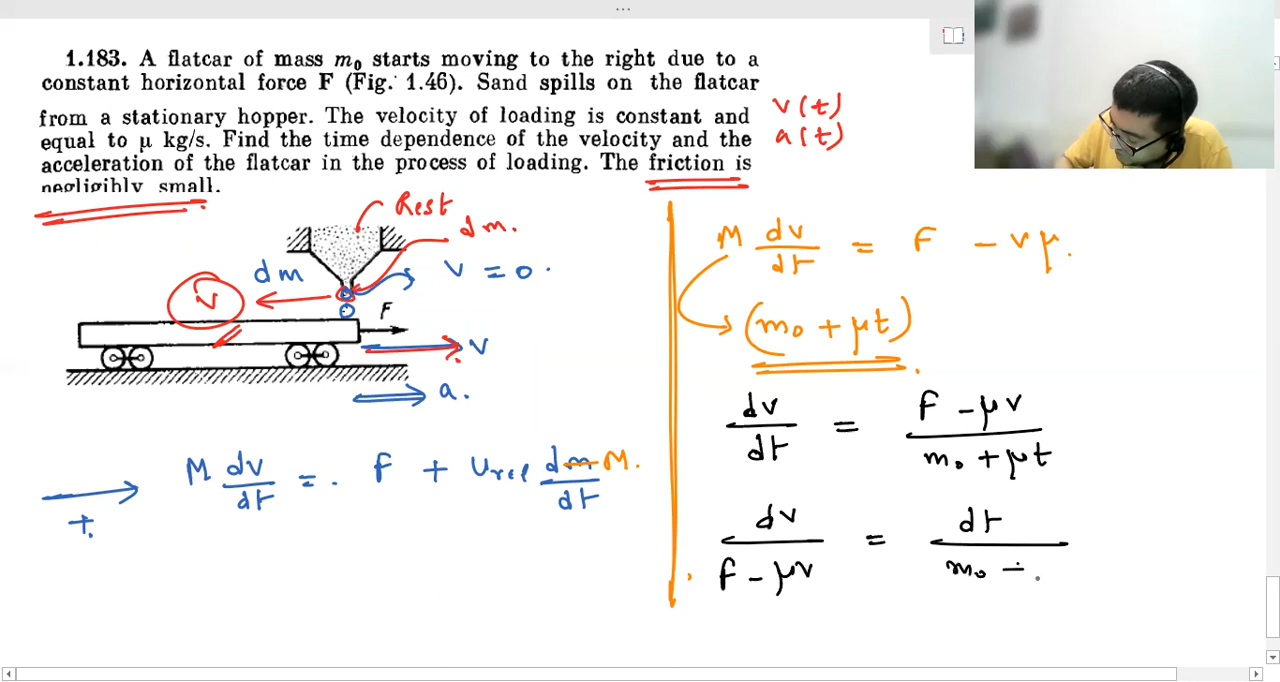 1.183. A flatcar of mass m₀ starts moving to the right due to a
constant horizontal force F (Fig. 1.46). Sand spills on the flatcar
from a stationary hopper. The velocity of loading is constant and
equal to μ kg/s. Find the time dependence of the velocity and the
acceleration of the flatcar in the process of loading. The friction is
negligibly small.
v(t)
a(t)
Rest
dm.
dm
v = 0.
v
F
v
a.
+.
M dv/dt =. F + Urel dm/dt M.
M dv/dt = F - vμ.
(m₀ + μt).
dv/dt = F - μv / m₀ + μt
dv / F - μv = dt / m₀ +